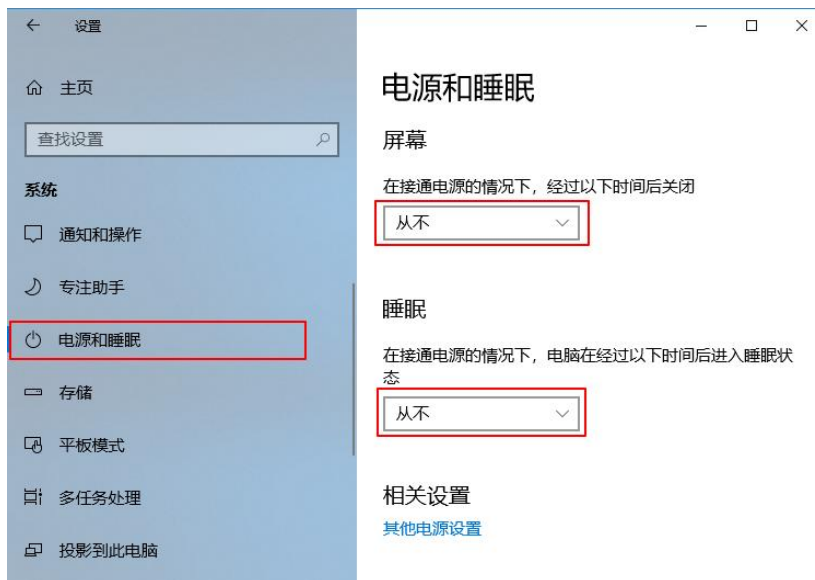 设置
主页
查找设置
系统
通知和操作
专注助手
电源和睡眠
存储
平板模式
多任务处理
投影到此电脑
电源和睡眠
屏幕
在接通电源的情况下，经过以下时间后关闭
从不
睡眠
在接通电源的情况下，电脑在经过以下时间后进入睡眠状
态
从不
相关设置
其他电源设置